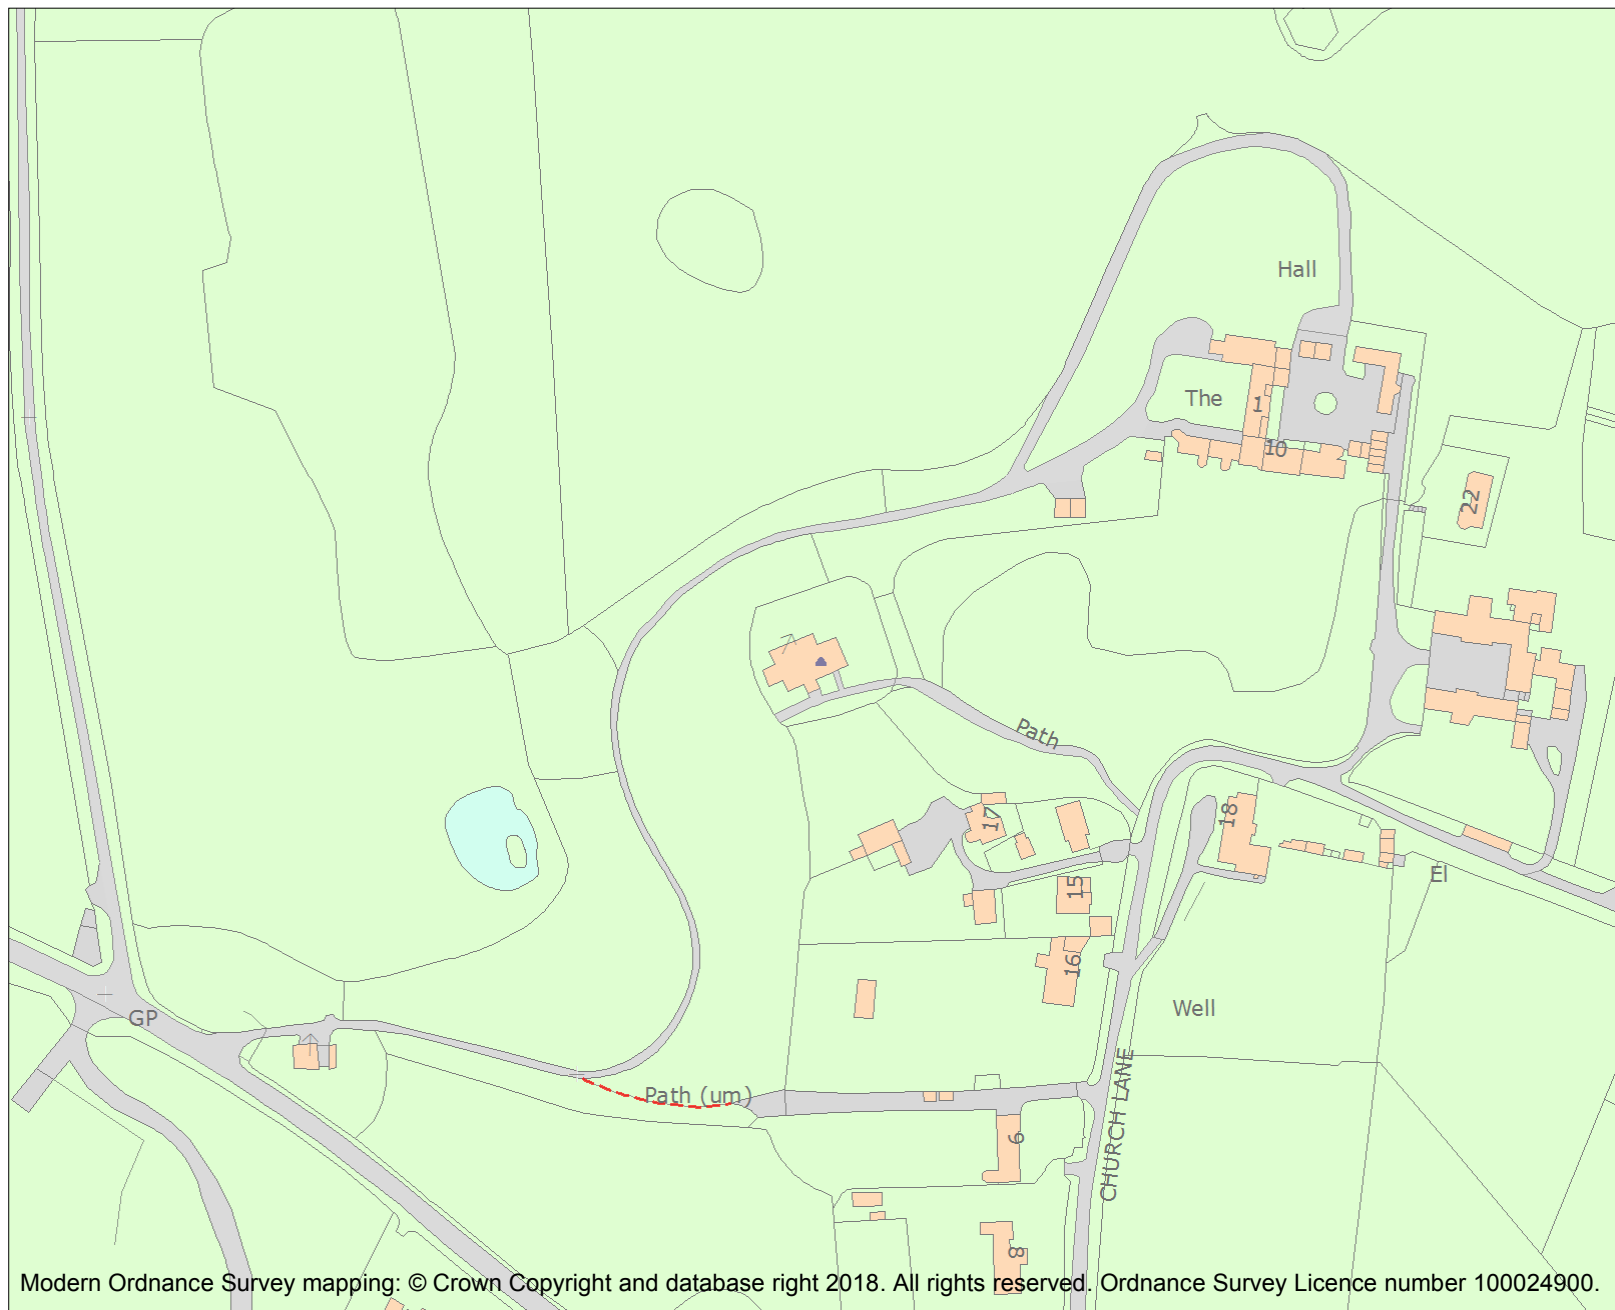 Hall
The
1
10
22
Path
17
18
15
El
16
Well
GP
CHURCH LANE
Path (um)
6
8
Modern Ordnance Survey mapping: © Crown Copyright and database right 2018. All rights reserved. Ordnance Survey Licence number 100024900.